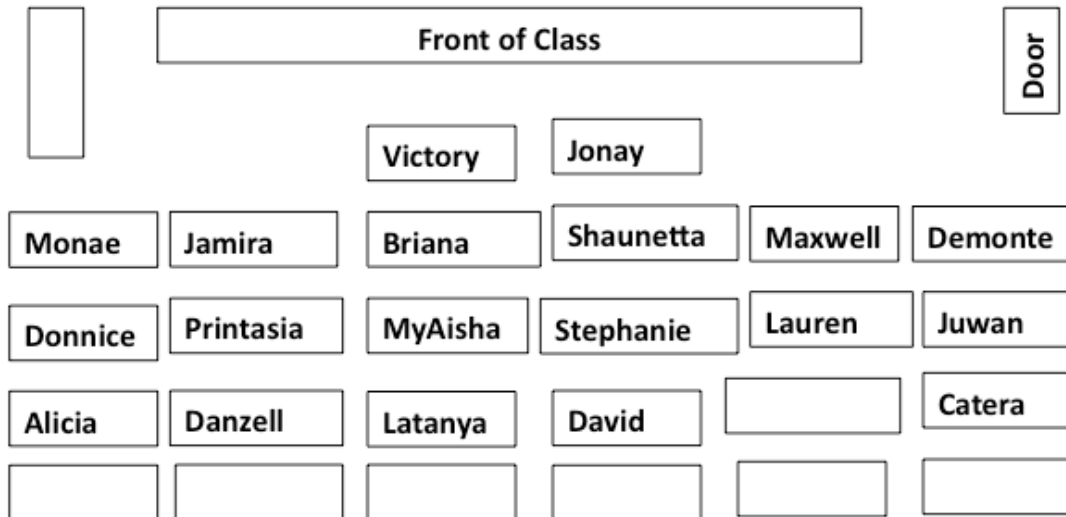 Front of Class
Door
Victory Jonay
Monae Jamira Briana Shaunetta Maxwell Demonte
Donnice Printasia MyAisha Stephanie Lauren Juwan
Alicia Danzell Latanya David Catera